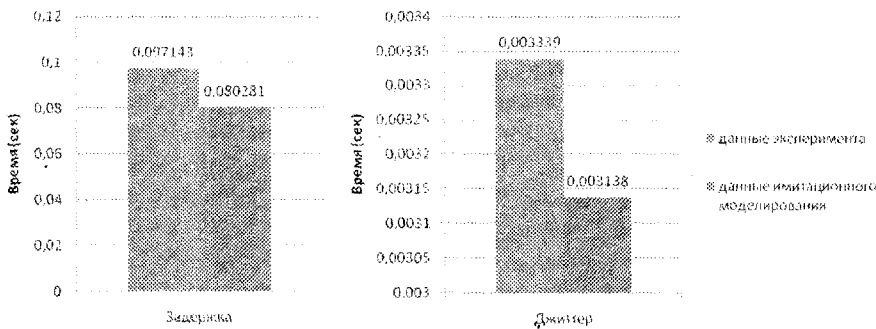 0,12
0,1
0,08
0,06
0,04
0,02
0
Время (сек)
0,097143
0,080281
Задержка
0,0034
0,00335
0,0033
0,00325
0,0032
0,00315
0,0031
0,00305
0,003
Время (сек)
0,003339
0,003138
Джиттер
данные эксперимента
данные имитационного
моделирования